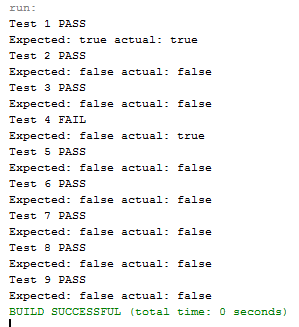 run:
Test 1 PASS
Expected: true actual: true
Test 2 PASS
Expected: false actual: false
Test 3 PASS
Expected: false actual: false
Test 4 FAIL
Expected: false actual: true
Test 5 PASS
Expected: false actual: false
Test 6 PASS
Expected: false actual: false
Test 7 PASS
Expected: false actual: false
Test 8 PASS
Expected: false actual: false
Test 9 PASS
Expected: false actual: false
BUILD SUCCESSFUL (total time: 0 seconds)